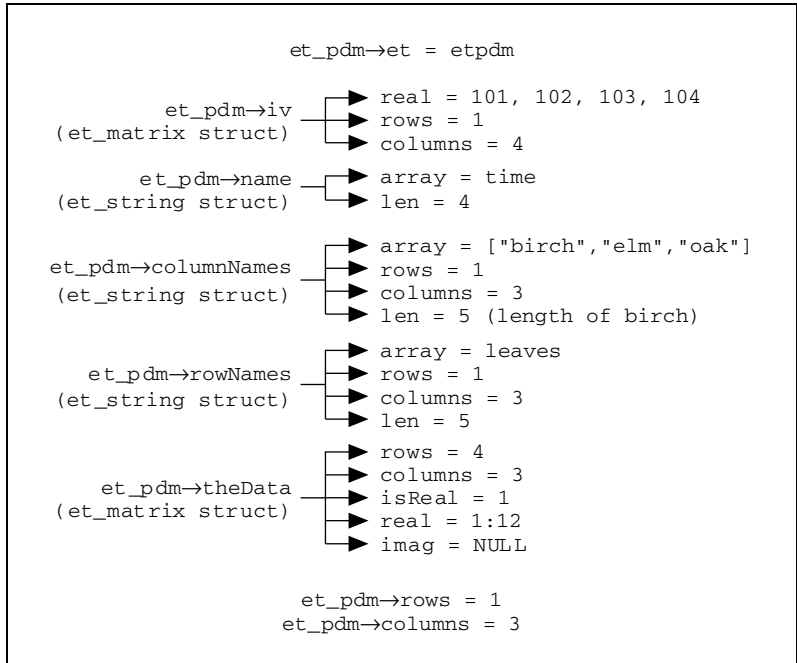 et_pdm→et = etpdm
et_pdm→iv
(et_matrix struct)
real = 101, 102, 103, 104
rows = 1
columns = 4
et_pdm→name
(et_string struct)
array = time
len = 4
et_pdm→columnNames
(et_string struct)
array = ["birch","elm","oak"]
rows = 1
columns = 3
len = 5 (length of birch)
et_pdm→rowNames
(et_string struct)
array = leaves
rows = 1
columns = 3
len = 5
et_pdm→theData
(et_matrix struct)
rows = 4
columns = 3
isReal = 1
real = 1:12
imag = NULL
et_pdm→rows = 1
et_pdm→columns = 3